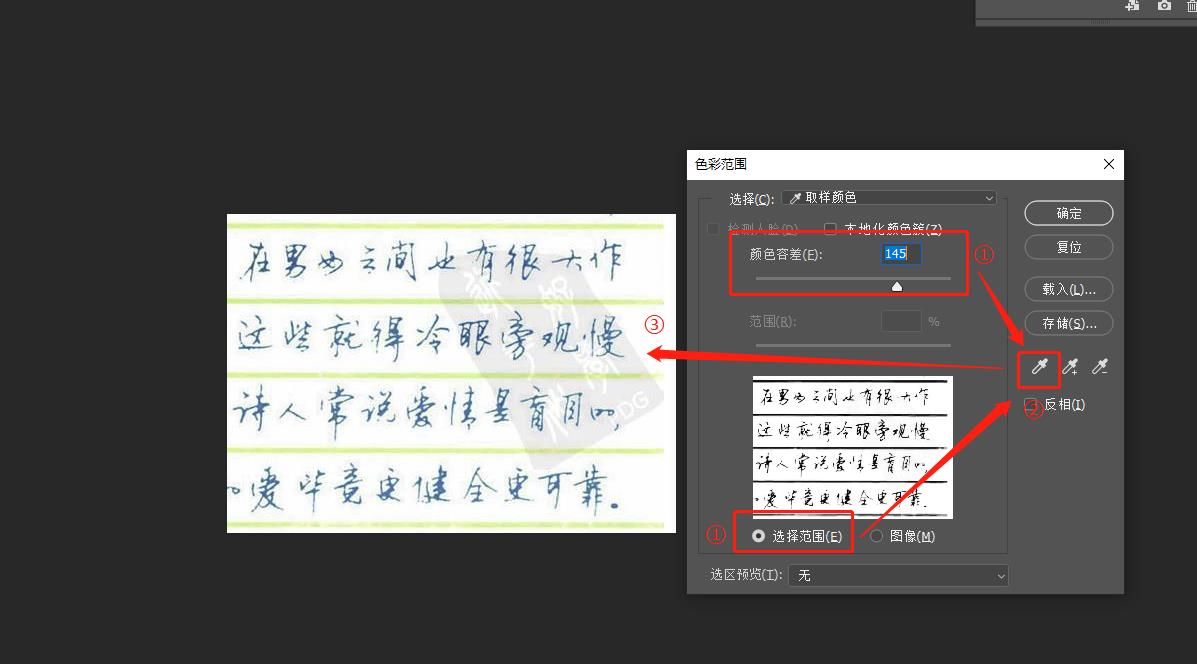 色彩范围
选择(C): 取样颜色
检测人脸(D) 本地化颜色簇(Z)
颜色容差(E): 145
①
范围(R): %
确定
复位
载入(L)...
存储(S)...
②
反相(I)
在男女之间也有很大作
这些就得冷眼旁观,慢
③
诗人常说爱情是盲目的,
爱毕竟更健全更可靠。
DG
在男女之间也有很大作
这些就得冷眼旁观,慢
诗人常说爱情是盲目的,
爱毕竟更健全更可靠。
①
选择范围(E) 图像(M)
选区预览(T): 无